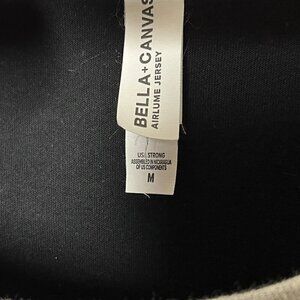 BELLA+CANVAS
AIRLUME JERSEY
US STRONG
ASSEMBLED IN NICARAGUA
OF US COMPONENTS
M